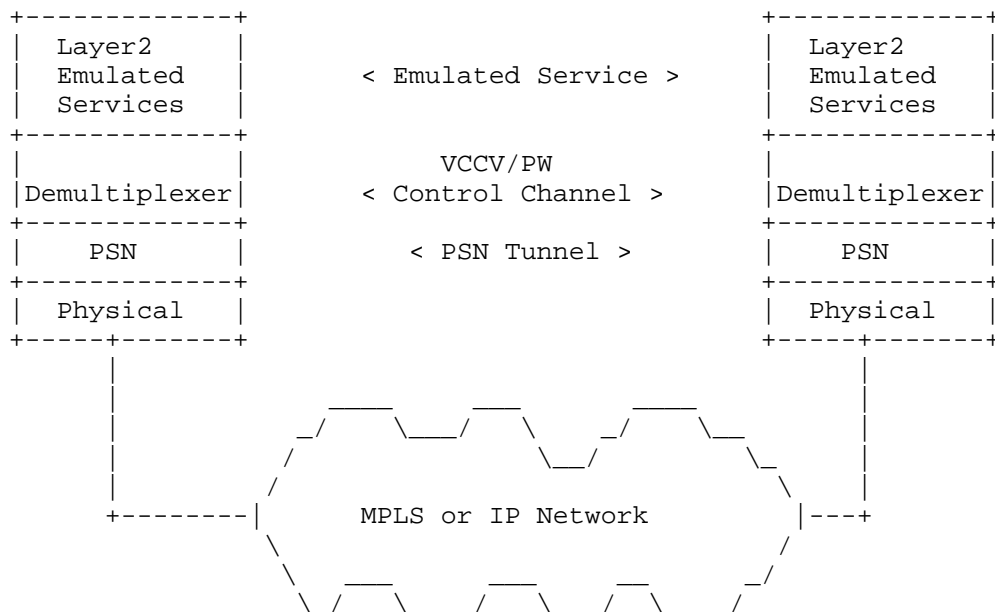 Layer2 Layer2
Emulated < Emulated Service > Emulated
Services Services
VCCV/PW
Demultiplexer < Control Channel > Demultiplexer
PSN < PSN Tunnel > PSN
Physical Physical
MPLS or IP Network